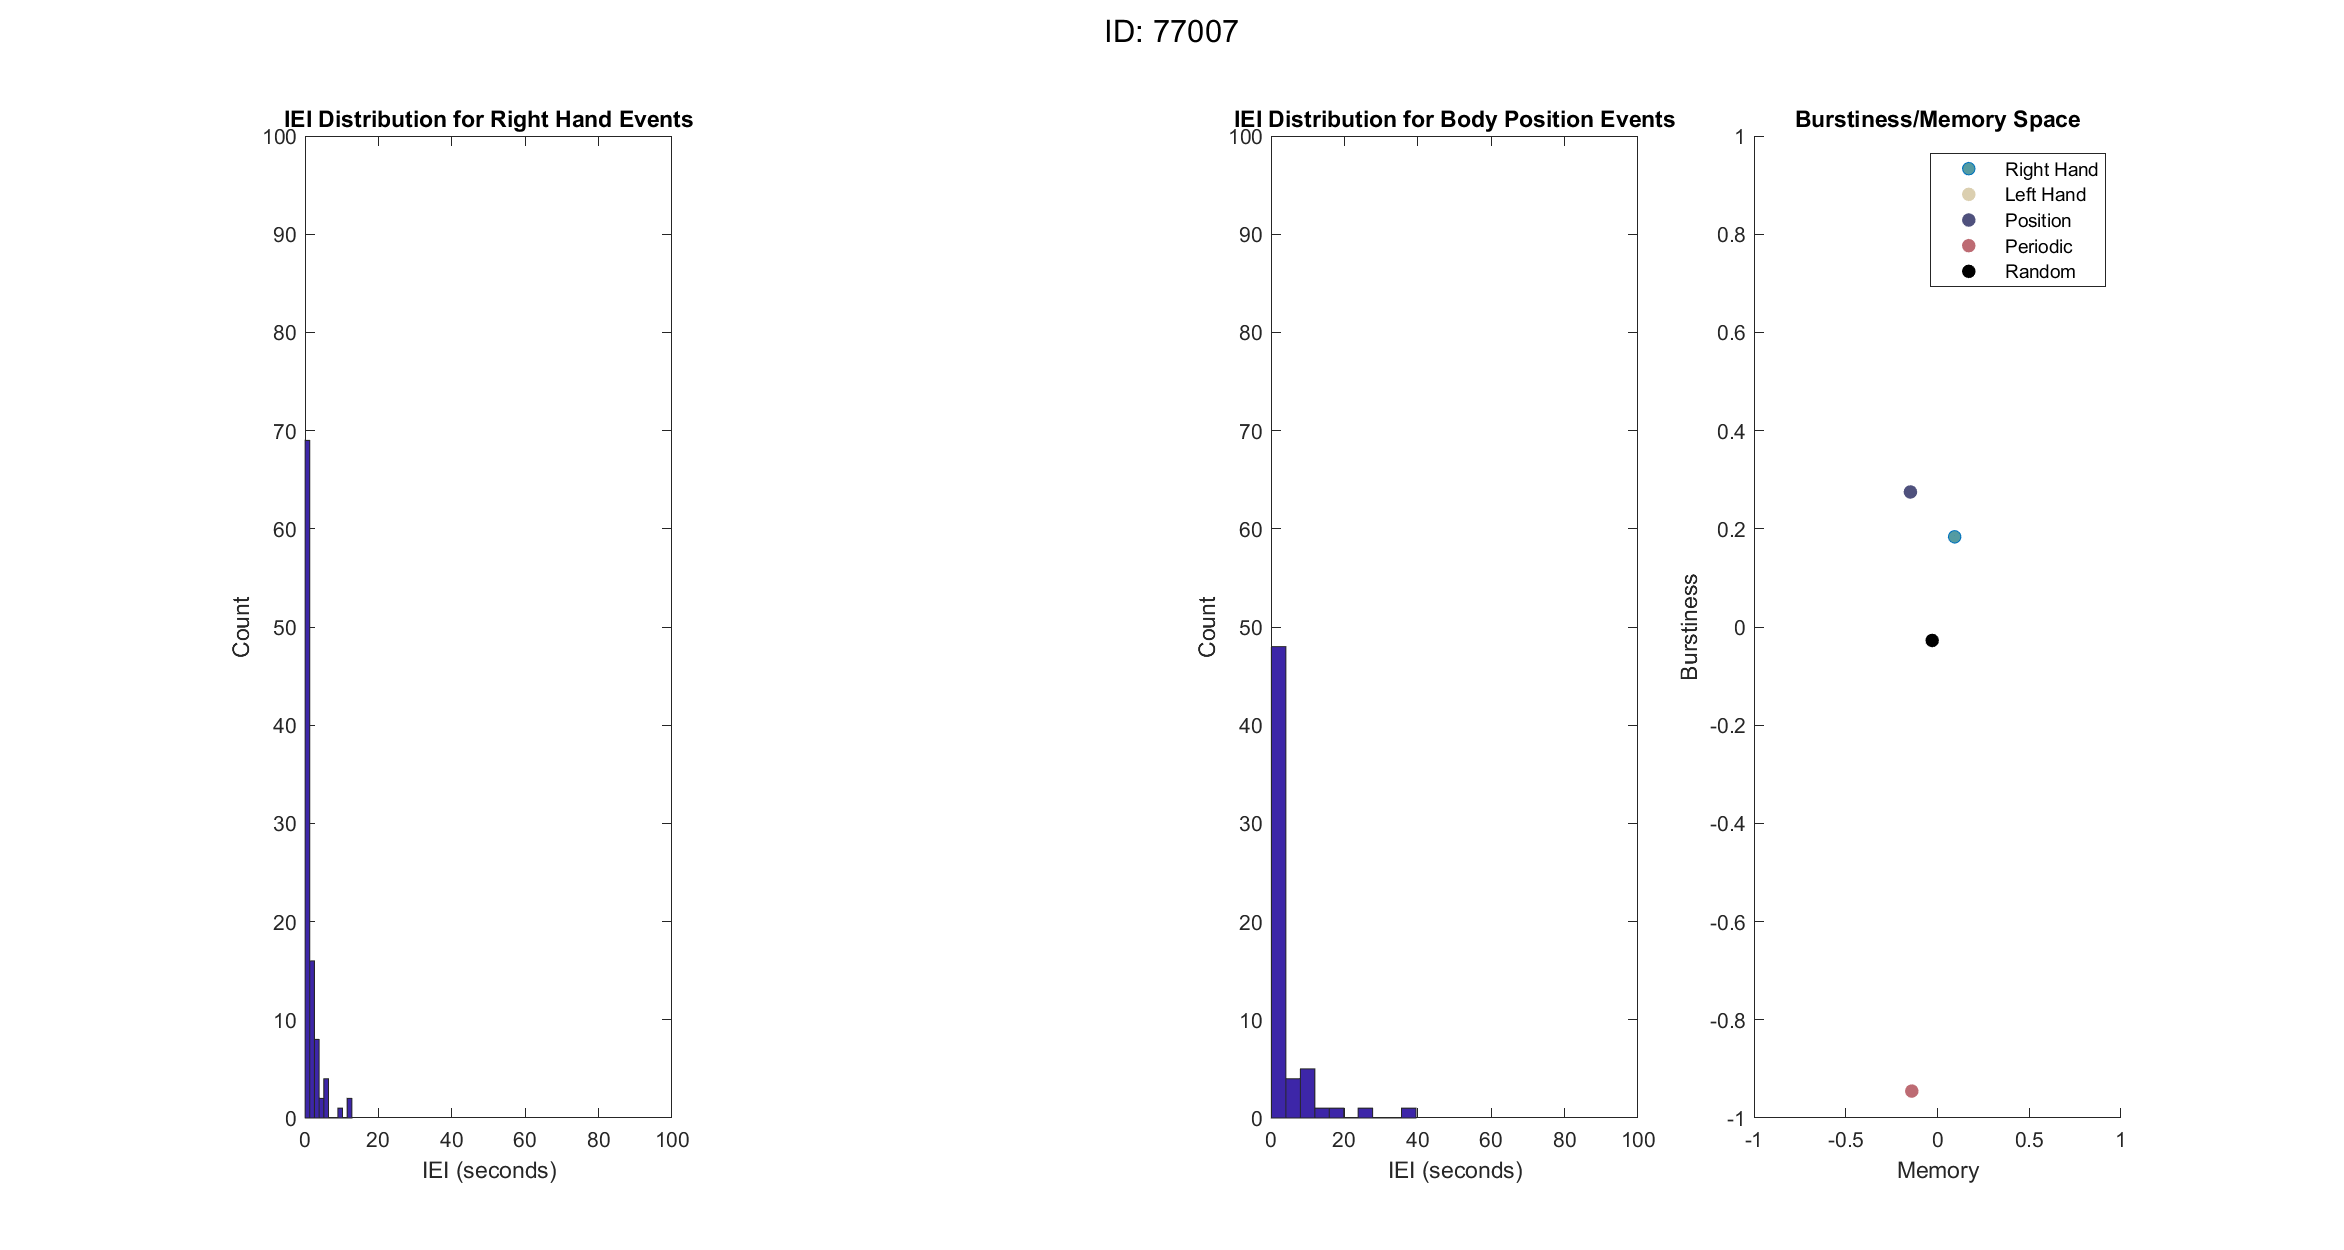 ID: 77007
IEI Distribution for Right Hand Events
100
90
80
70
60
50
40
30
20
10
0
Count
0 20 40 60 80 100
IEI (seconds)
IEI Distribution for Body Position Events
100
90
80
70
60
50
40
30
20
10
0
Count
0 20 40 60 80 100
IEI (seconds)
Burstiness/Memory Space
1
0.8
0.6
0.4
0.2
0
-0.2
-0.4
-0.6
-0.8
-1
Burstiness
-1 -0.5 0 0.5 1
Memory
Right Hand
Left Hand
Position
Periodic
Random